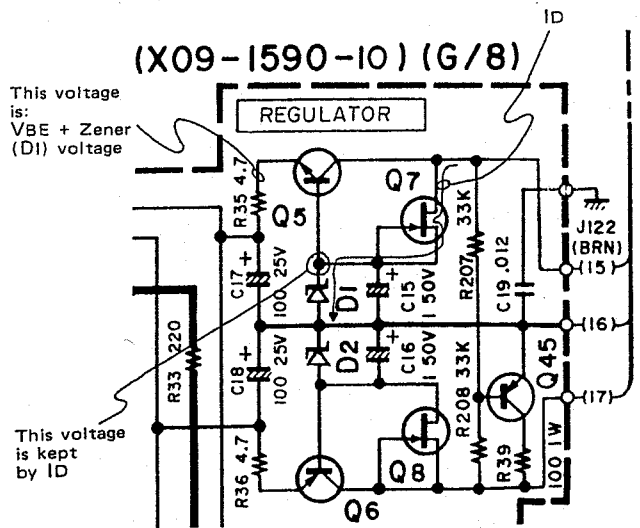 ID
(X09-1590-10) (G/8)
This voltage
is:
VBE + Zener
(D1) voltage
REGULATOR
ID
R35 4.7
Q5
Q7
33K
R207
C19 .012
J122
(BRN)
(15)
C17 +
100 25V
D1
+
C15
1 50V
(16)
R33 220
C18 +
100 25V
D2
+
C16
1 50V
R208 33K
Q45
(17)
This voltage
is kept
by ID
R36 4.7
Q6
Q8
R39
100 1W